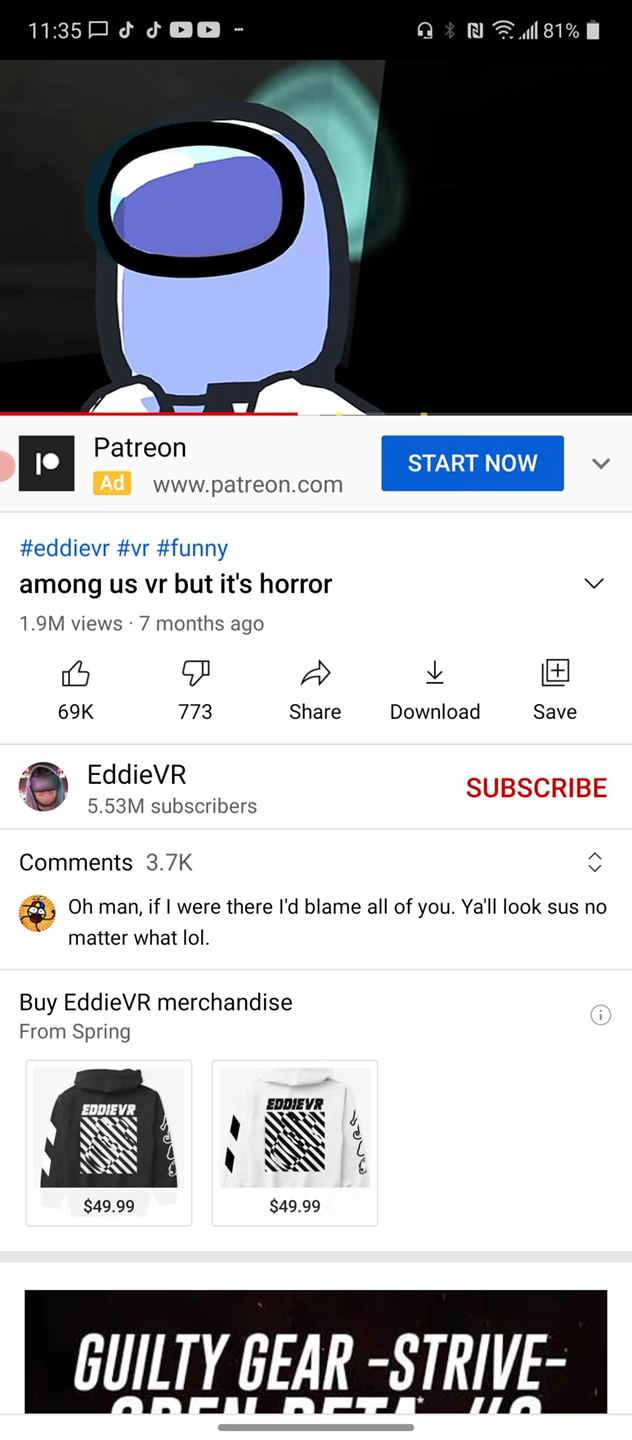 11:35 81%
Patreon
START NOW
Ad www.patreon.com
#eddievr #vr #funny
among us vr but it's horror
1.9M views · 7 months ago
69K 773 Share Download Save
EddieVR
5.53M subscribers
SUBSCRIBE
Comments 3.7K
Oh man, if I were there I'd blame all of you. Ya'll look sus no
matter what lol.
Buy EddieVR merchandise
From Spring
EDDIEVR EDDIEVR
$49.99 $49.99
GUILTY GEAR -STRIVE-